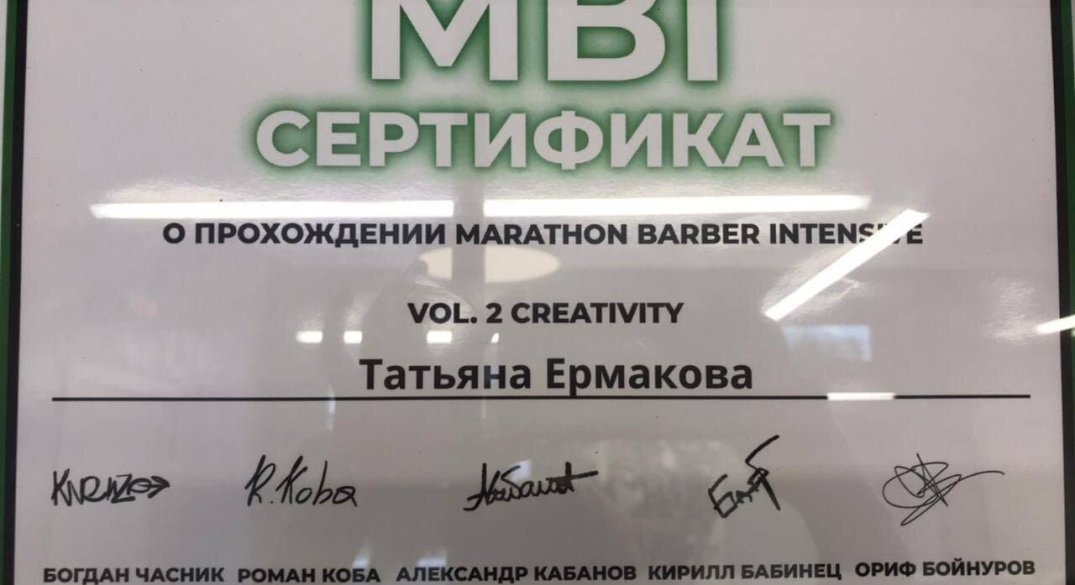 MBI
СЕРТИФИКАТ
О ПРОХОЖДЕНИИ MARATHON BARBER INTENSIVE
VOL. 2 CREATIVITY
Татьяна Ермакова
R.Koba
БОГДАН ЧАСНИК РОМАН КОБА АЛЕКСАНДР КАБАНОВ КИРИЛЛ БАБИНЕЦ ОРИФ БОЙНУРОВ